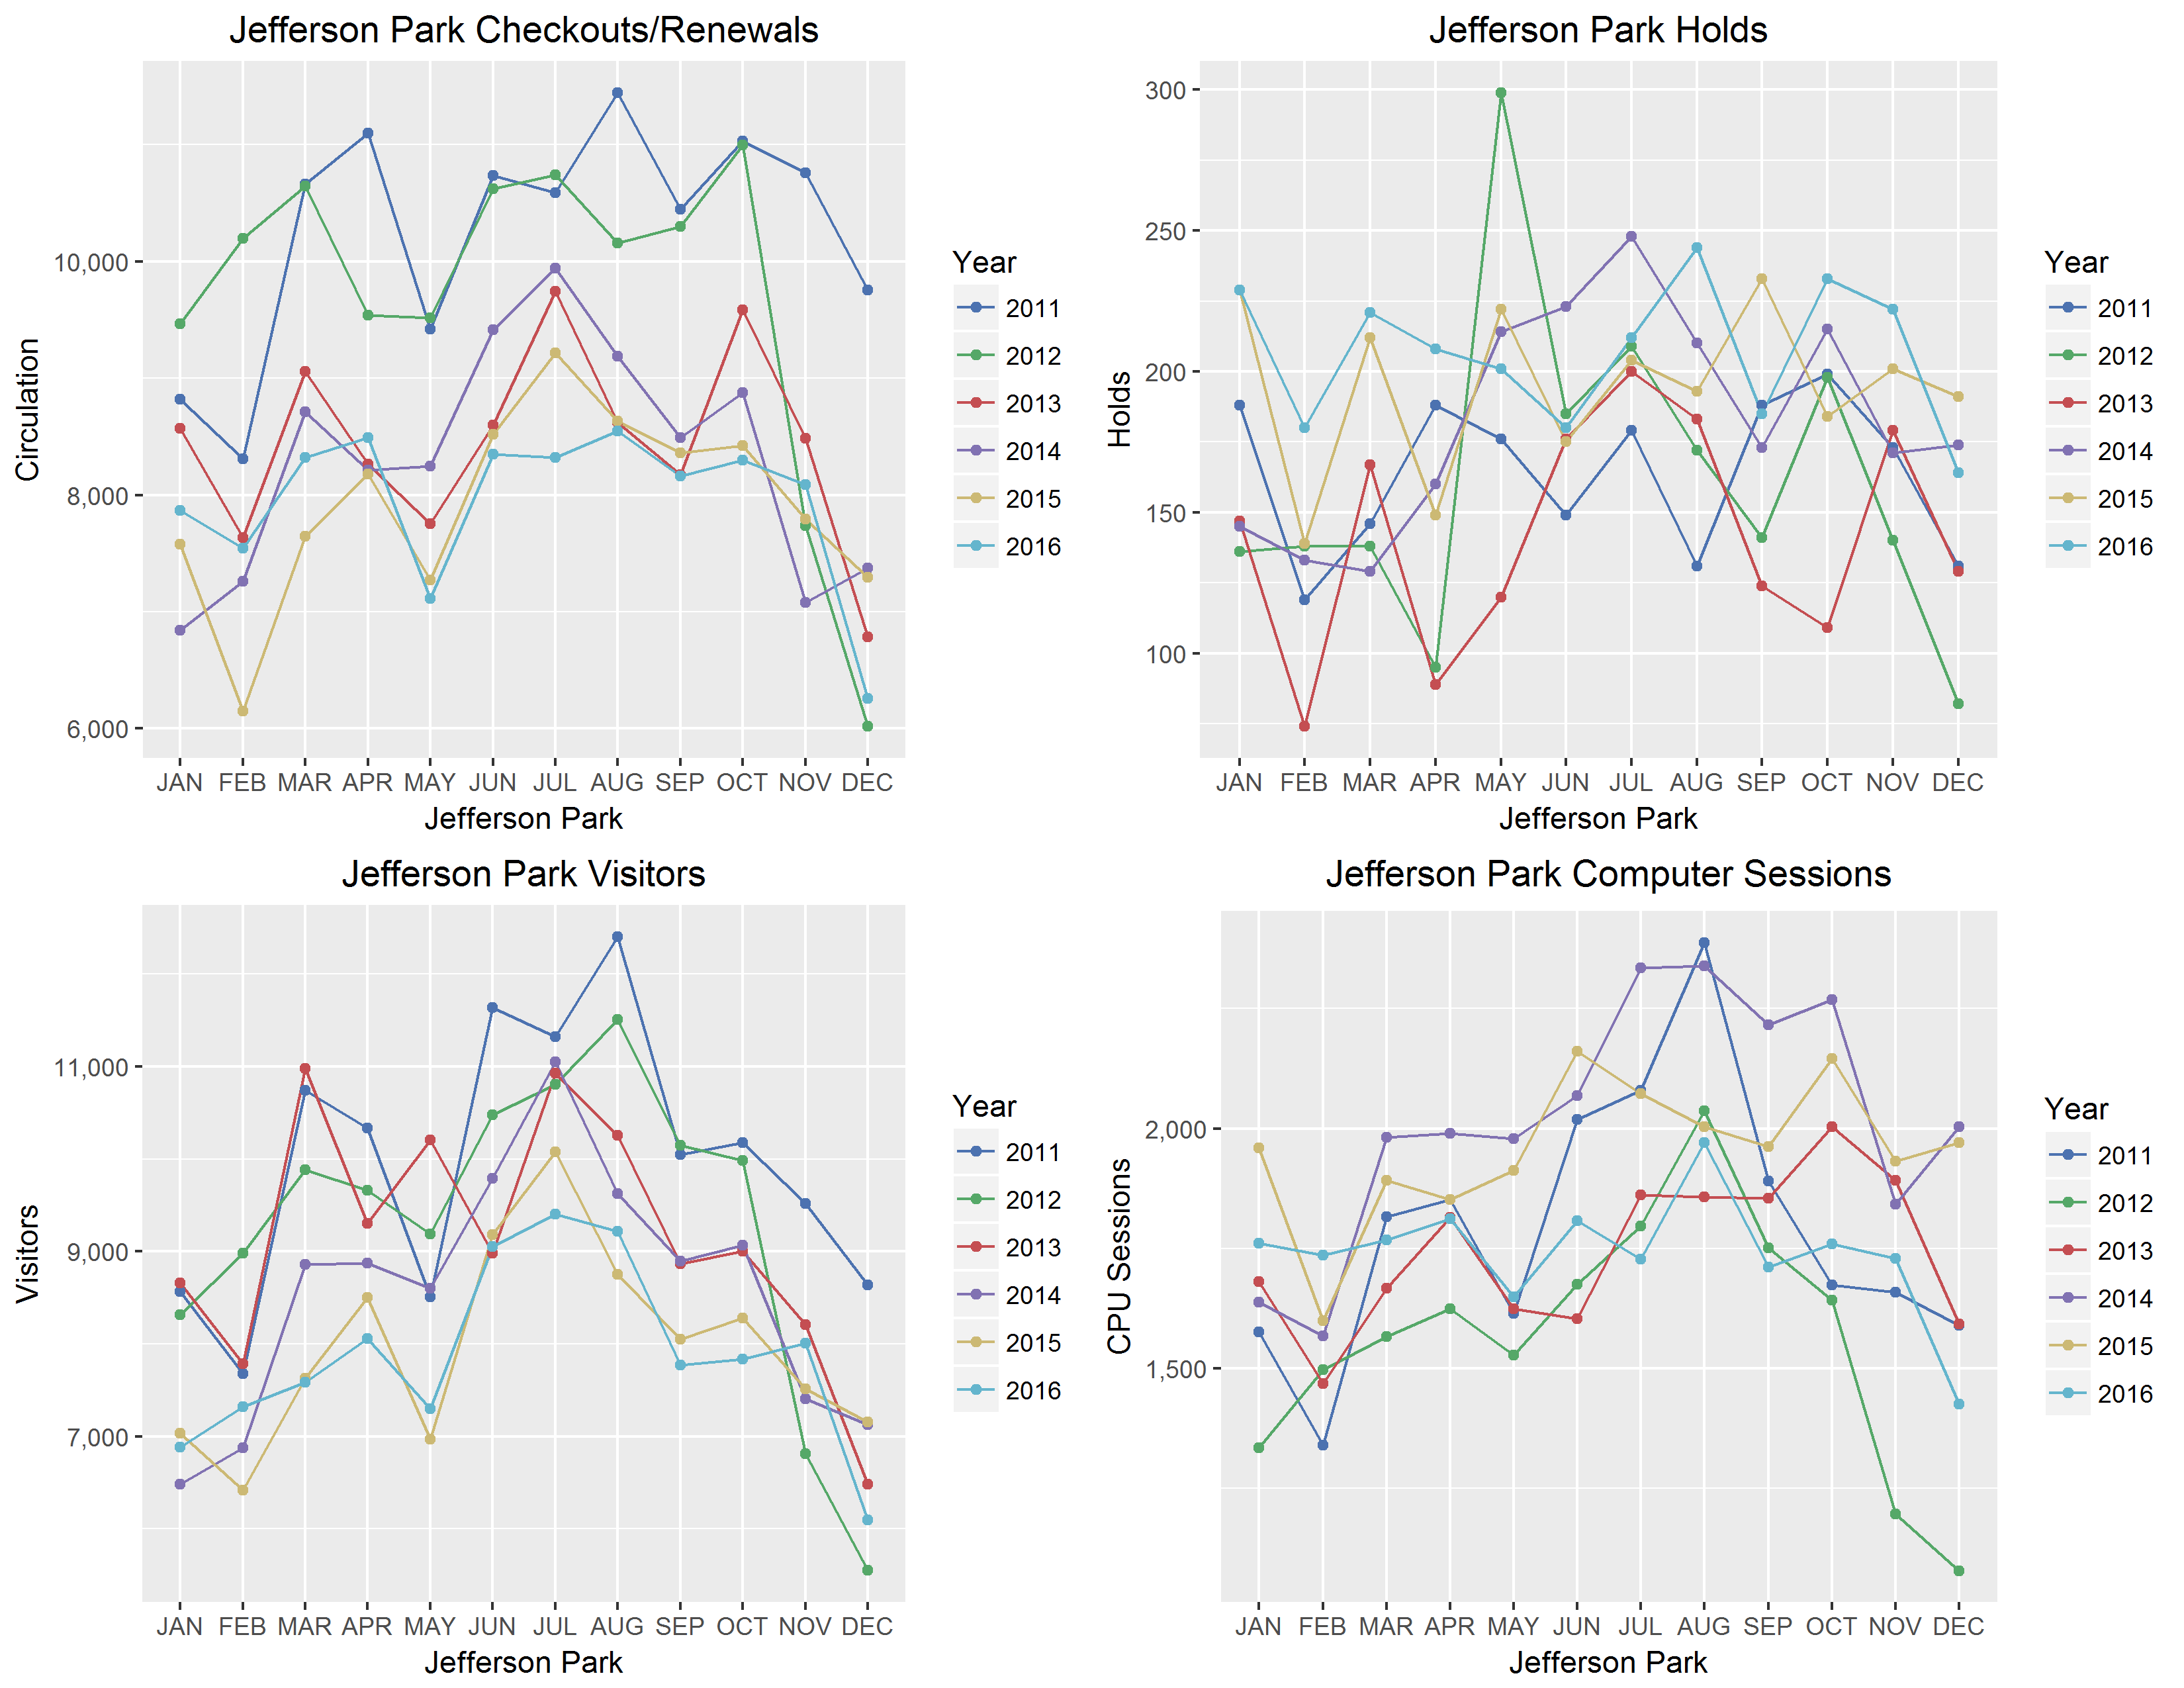 Jefferson Park Checkouts/Renewals
Circulation
10,000
8,000
6,000
JAN FEB MAR APR MAY JUN JUL AUG SEP OCT NOV DEC
Jefferson Park
Year
2011
2012
2013
2014
2015
2016
Jefferson Park Holds
Holds
300
250
200
150
100
JAN FEB MAR APR MAY JUN JUL AUG SEP OCT NOV DEC
Jefferson Park
Year
2011
2012
2013
2014
2015
2016
Jefferson Park Visitors
Visitors
11,000
9,000
7,000
JAN FEB MAR APR MAY JUN JUL AUG SEP OCT NOV DEC
Jefferson Park
Year
2011
2012
2013
2014
2015
2016
Jefferson Park Computer Sessions
CPU Sessions
2,000
1,500
JAN FEB MAR APR MAY JUN JUL AUG SEP OCT NOV DEC
Jefferson Park
Year
2011
2012
2013
2014
2015
2016